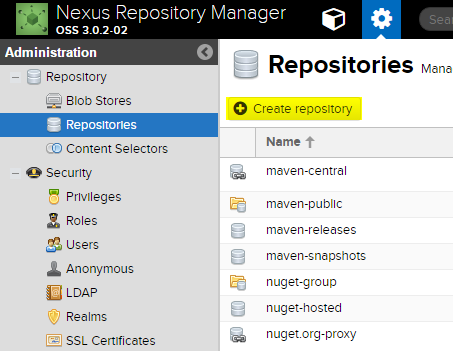 Nexus Repository Manager
OSS 3.0.2-02
Sea
Administration
Repositories Mana
Repository
Blob Stores
Repositories
Content Selectors
Security
Privileges
Roles
Users
Anonymous
LDAP
Realms
SSL Certificates
Create repository
Name
maven-central
maven-public
maven-releases
maven-snapshots
nuget-group
nuget-hosted
nuget.org-proxy